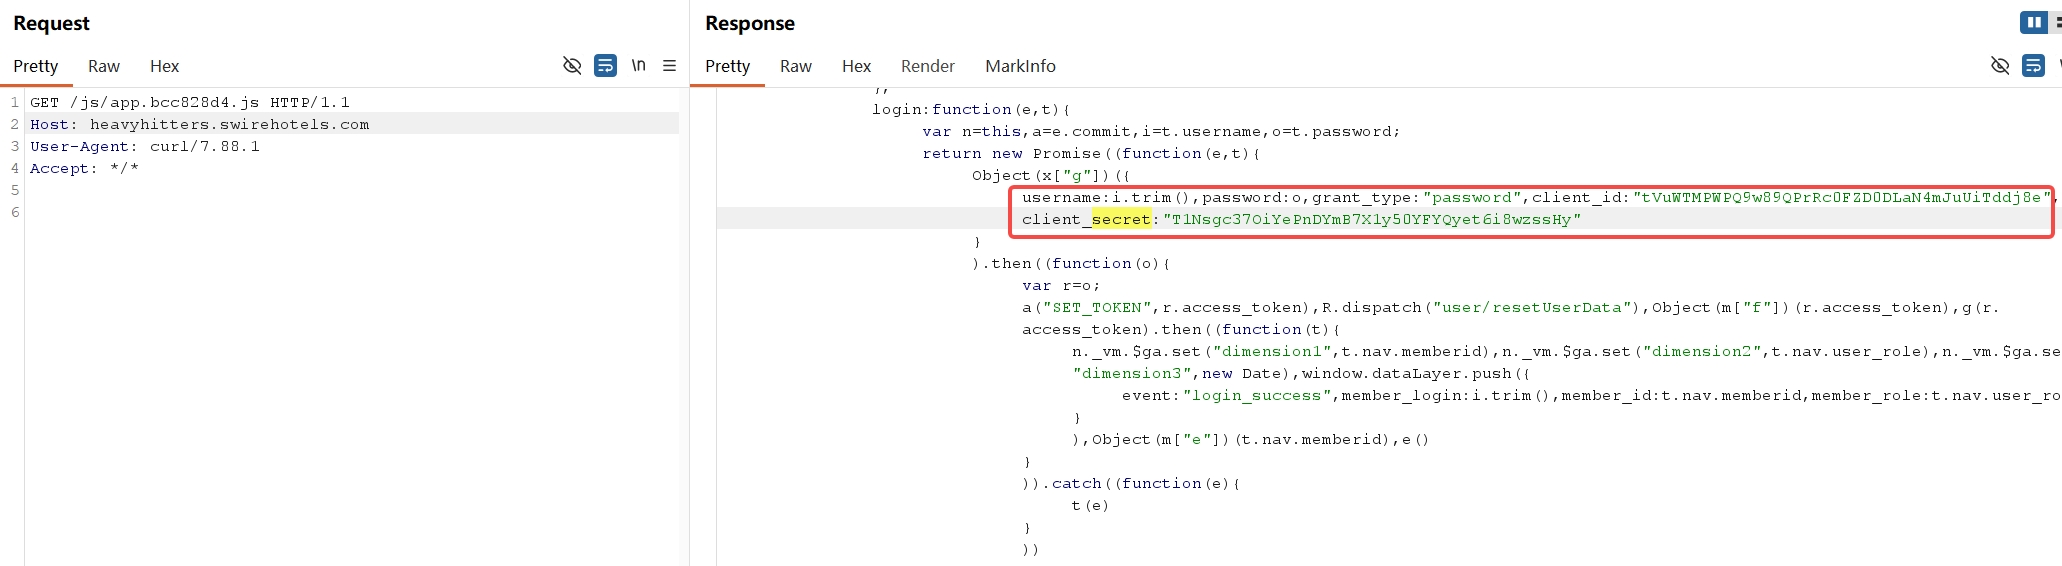 Request
Pretty Raw Hex \n
1 GET /js/app.bcc828d4.js HTTP/1.1
2 Host: heavyhitters.swirehotels.com
3 User-Agent: curl/7.88.1
4 Accept: */*
5
6
Response
Pretty Raw Hex Render MarkInfo
},
login:function(e,t){
var n=this,a=e.commit,i=t.username,o=t.password;
return new Promise((function(e,t){
Object(x["g"])({
username:i.trim(),password:o,grant_type:"password",client_id:"tVuWTMPWPQ9w89QPrRc0FZD0DLaN4mJuUiTddj8e",
client_secret:"T1Nsgc37OiYePnDYmB7X1y50YFYQyet6i8wzssHy"
}
).then((function(o){
var r=o;
a("SET_TOKEN",r.access_token),R.dispatch("user/resetUserData"),Object(m["f"])(r.access_token),g(r.
access_token).then((function(t){
n._vm.$ga.set("dimension1",t.nav.memberid),n._vm.$ga.set("dimension2",t.nav.user_role),n._vm.$ga.se
"dimension3",new Date),window.dataLayer.push({
event:"login_success",member_login:i.trim(),member_id:t.nav.memberid,member_role:t.nav.user_ro
}
),Object(m["e"])(t.nav.memberid),e()
}
)).catch((function(e){
t(e)
}
))